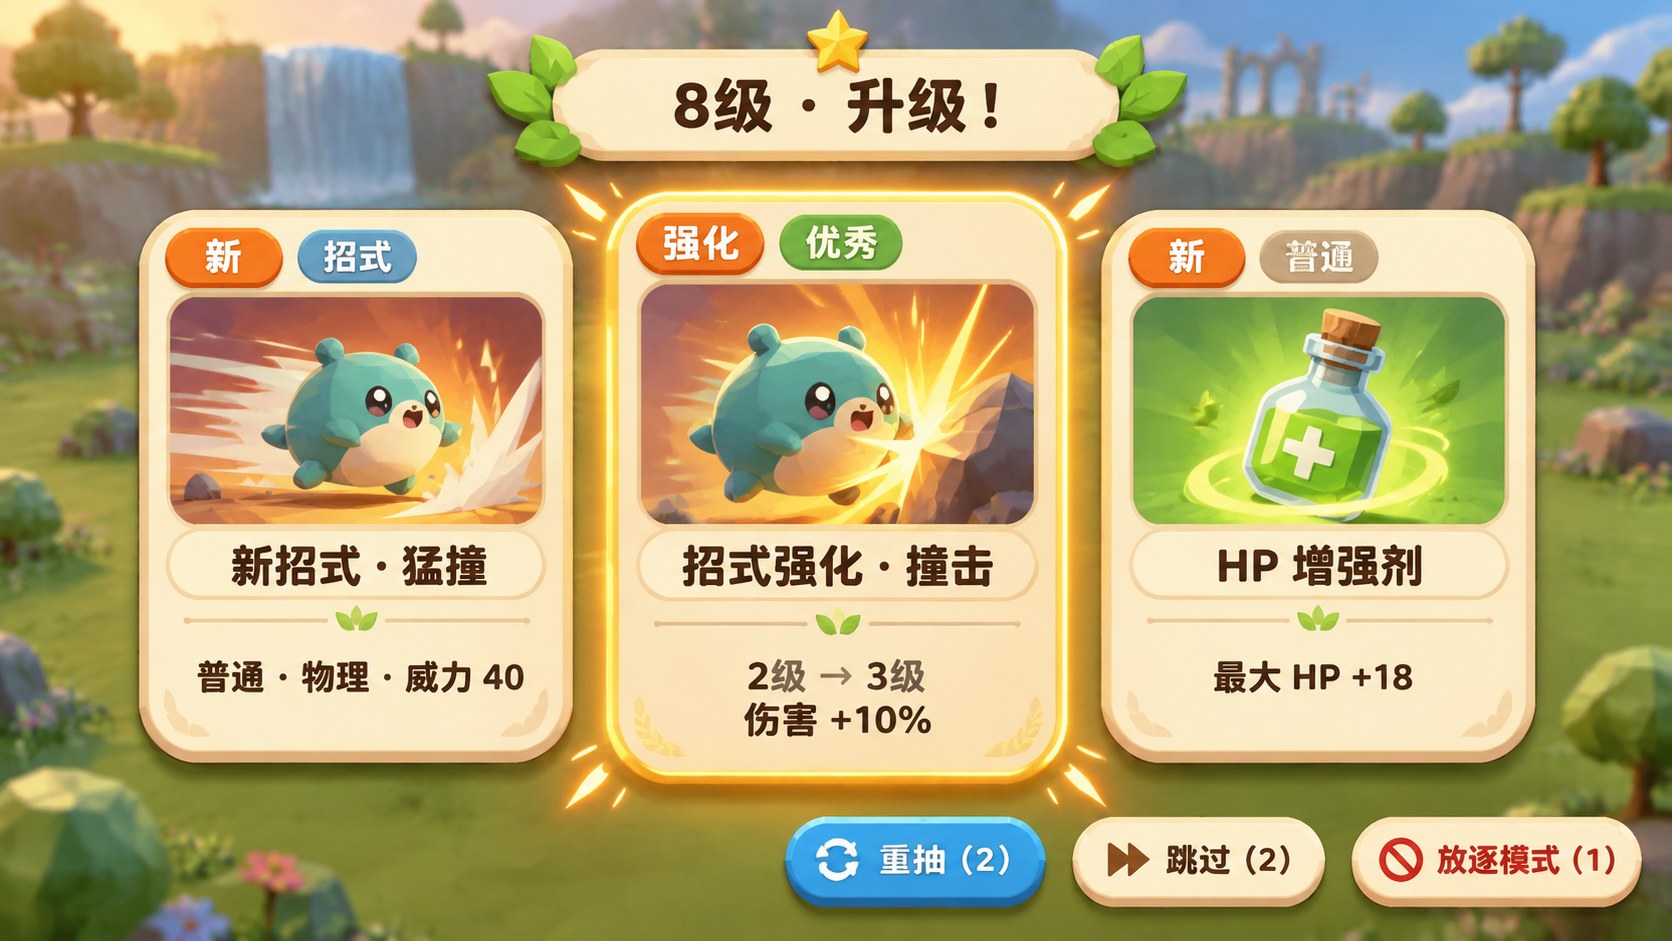 8级·升级!
新 招式
新招式·猛撞
普通·物理·威力 40
强化 优秀
招式强化·撞击
2级 → 3级
伤害 +10%
新 普通
HP 增强剂
最大 HP +18
重抽 (2)
跳过 (2)
放逐模式 (1)